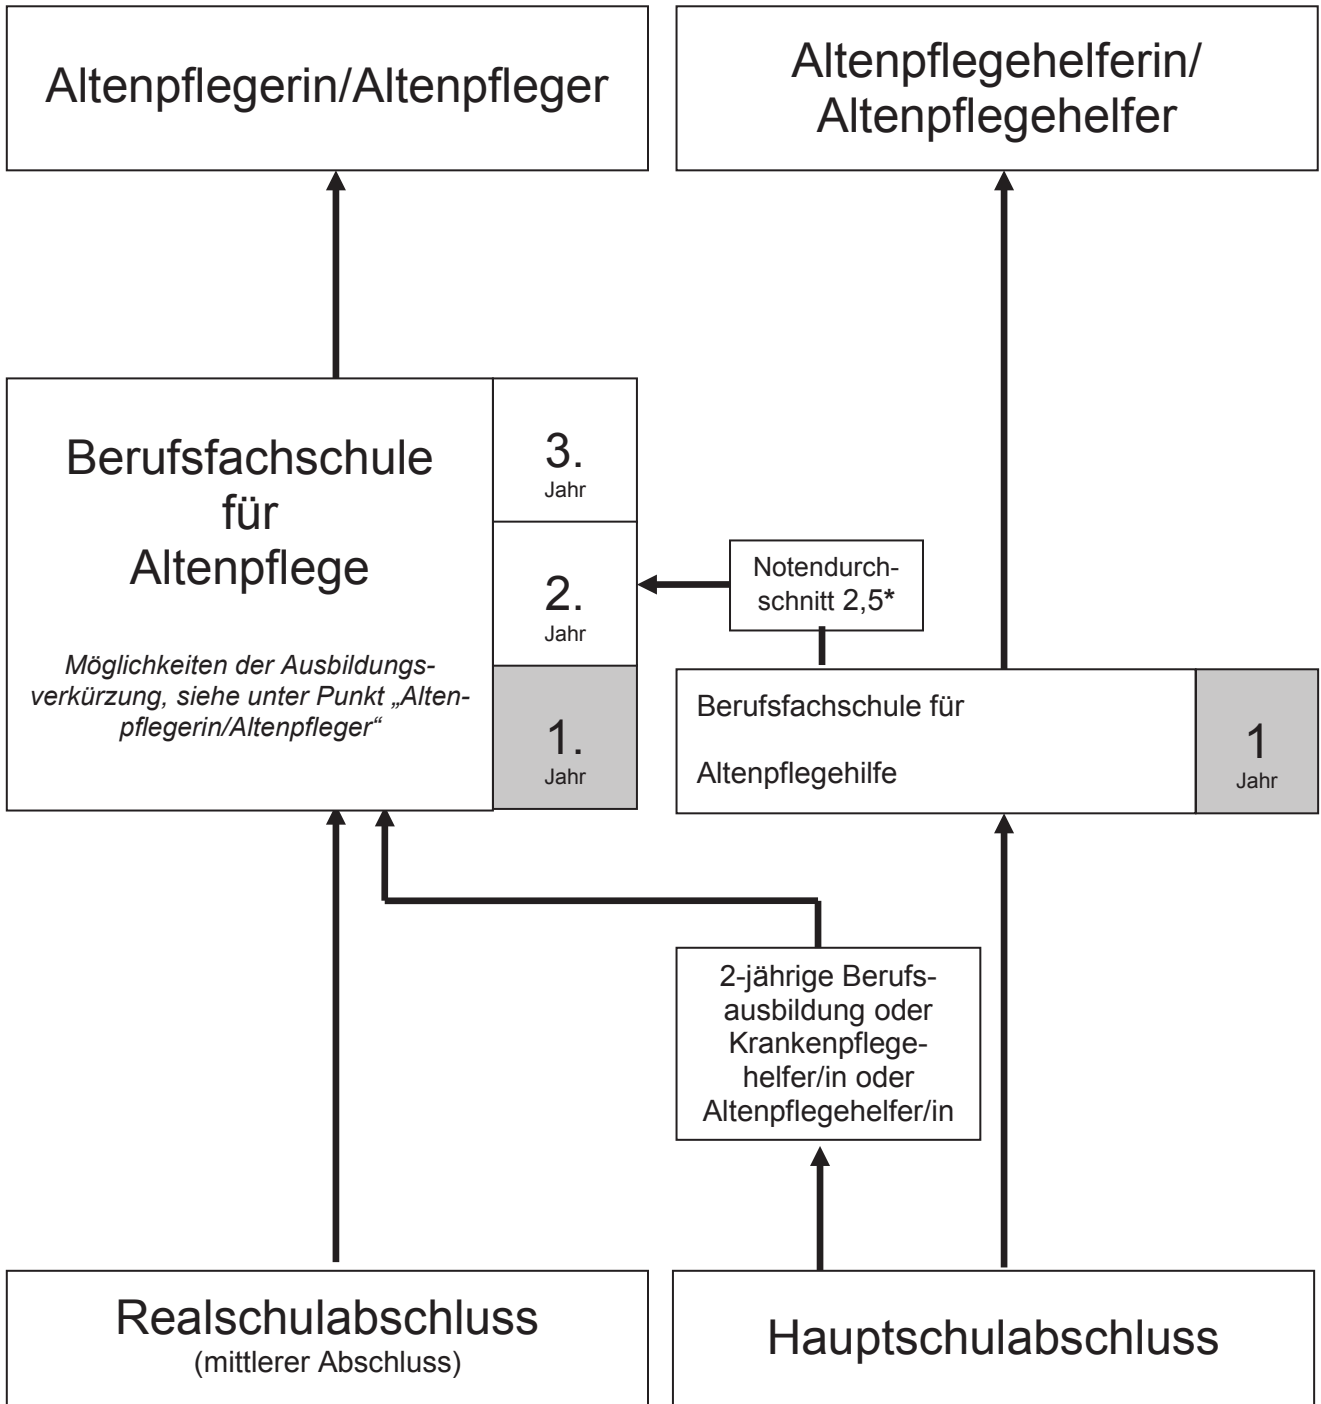 Altenpflegerin/Altenpfleger
Altenpflegehelferin/
Altenpflegehelfer
Berufsfachschule
für
Altenpflege
Möglichkeiten der Ausbildungs-
verkürzung, siehe unter Punkt „Alten-
pflegerin/Altenpfleger“
3.
Jahr
2.
Jahr
1.
Jahr
Notendurch-
schnitt 2,5*
Berufsfachschule für
Altenpflegehilfe
1
Jahr
2-jährige Berufs-
ausbildung oder
Krankenpflege-
helfer/in oder
Altenpflegehelfer/in
Realschulabschluss
(mittlerer Abschluss)
Hauptschulabschluss